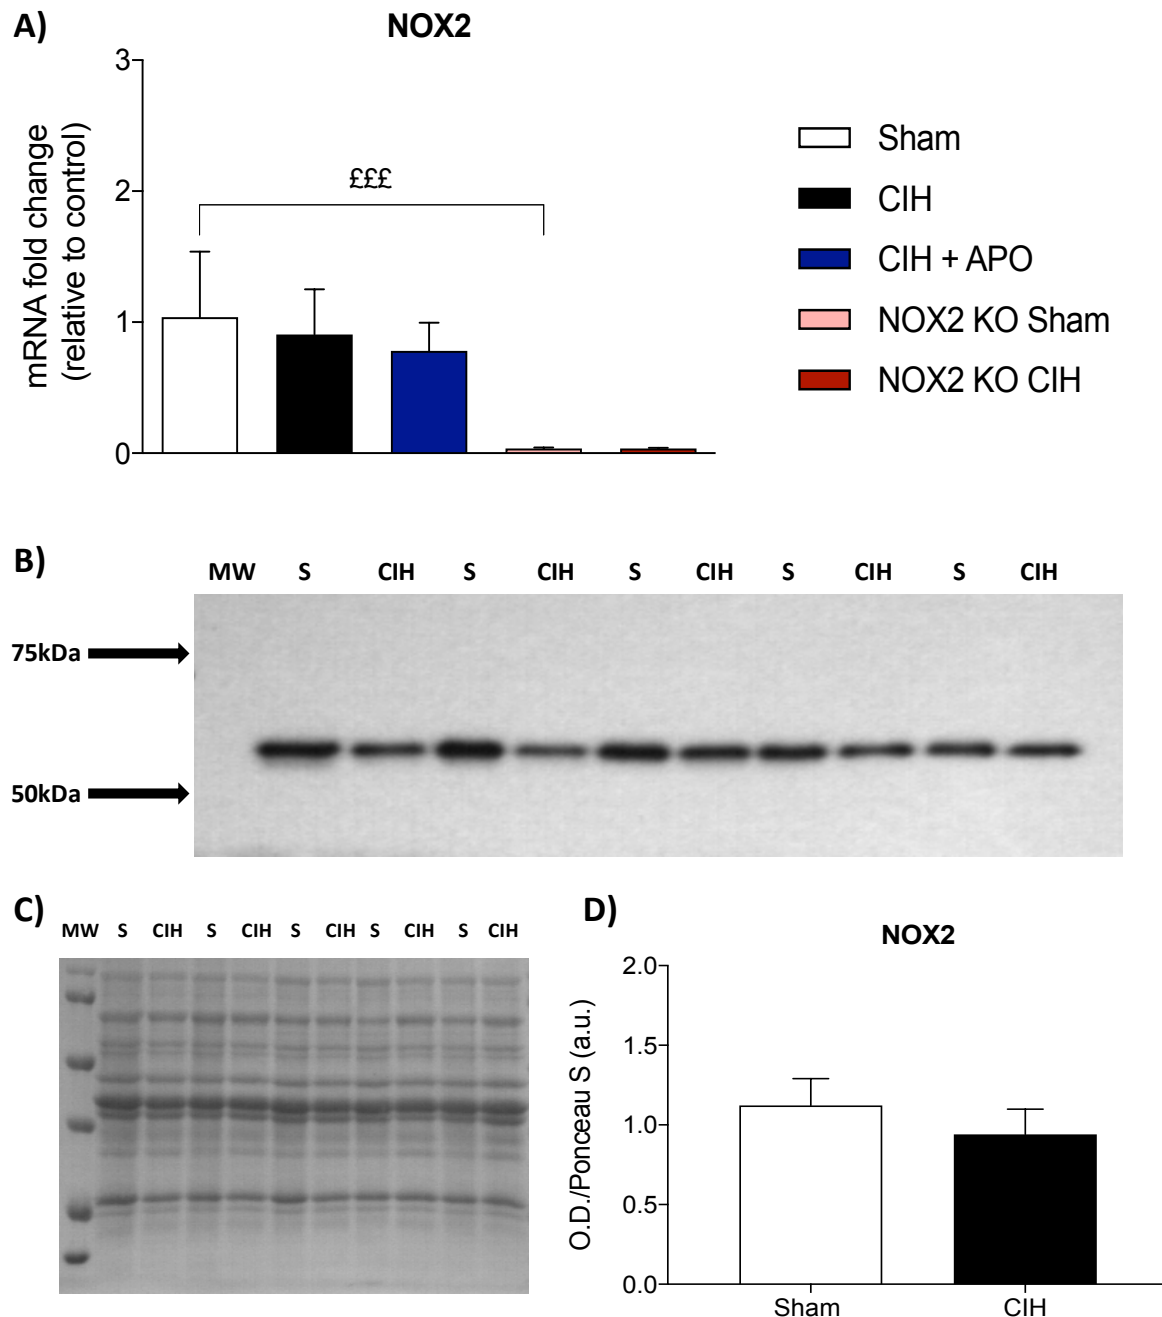 A)
NOX2
mRNA fold change
(relative to control)
3
2
1
0
£££
Sham
CIH
CIH + APO
NOX2 KO Sham
NOX2 KO CIH
B)
MW S CIH S CIH S CIH S CIH S CIH
75kDa
50kDa
C)
MW S CIH S CIH S CIH S CIH S CIH
D)
NOX2
O.D./Ponceau S (a.u.)
2.0
1.5
1.0
0.5
0.0
Sham CIH